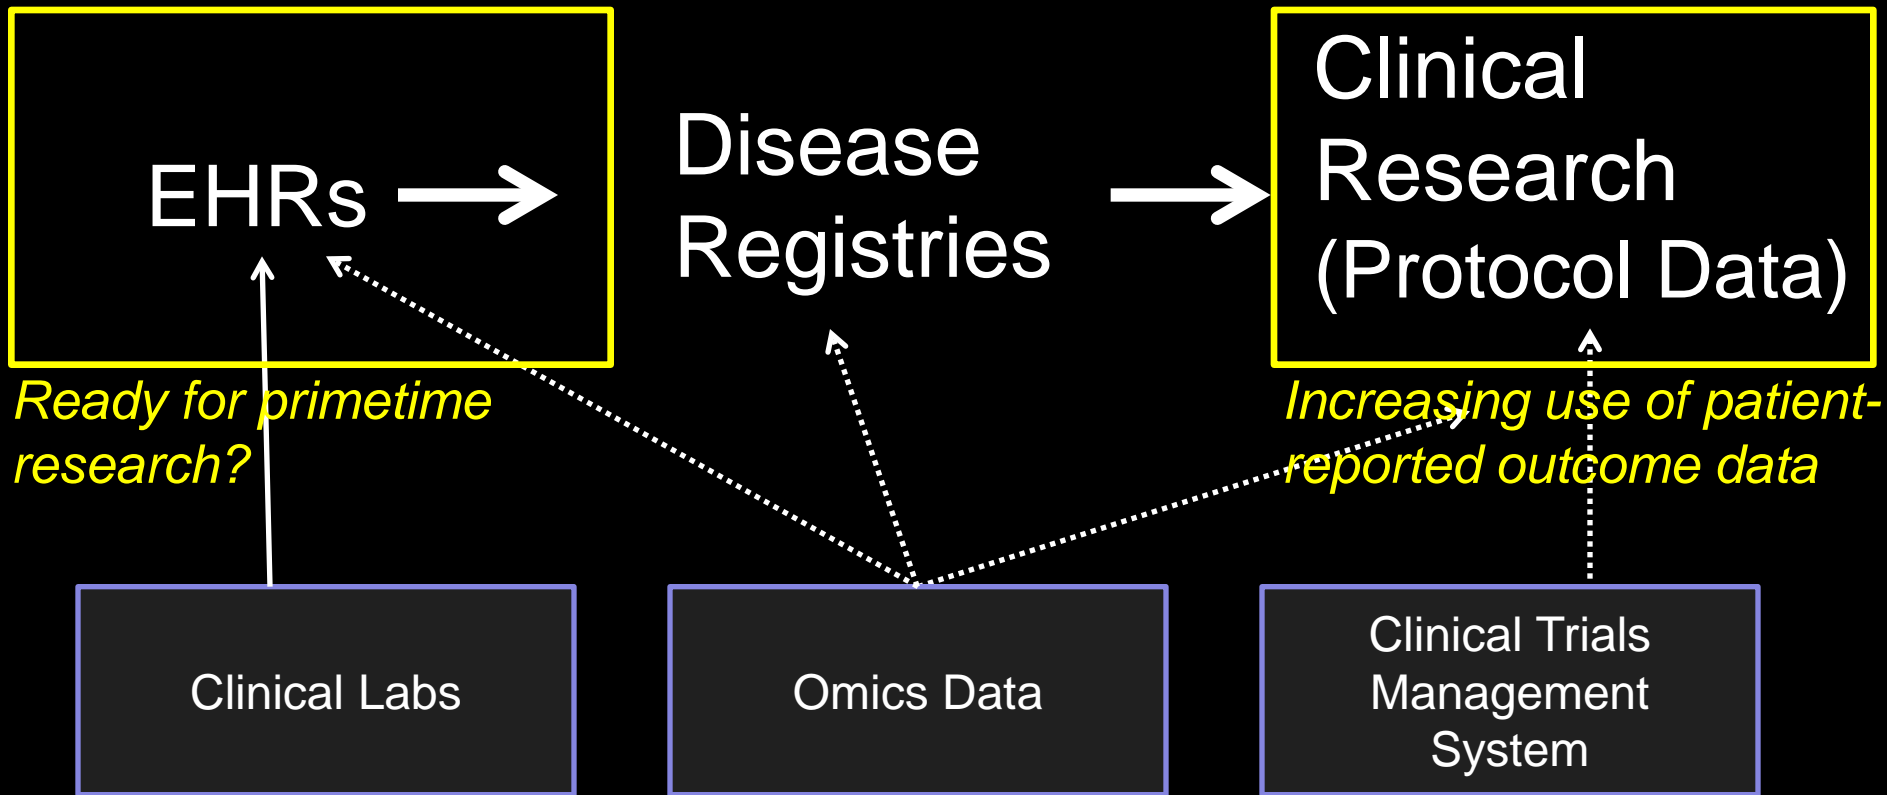 EHRs
Disease
Registries
Clinical
Research
(Protocol Data)
Ready for primetime
research?
Increasing use of patient-
reported outcome data
Clinical Labs
Omics Data
Clinical Trials
Management
System